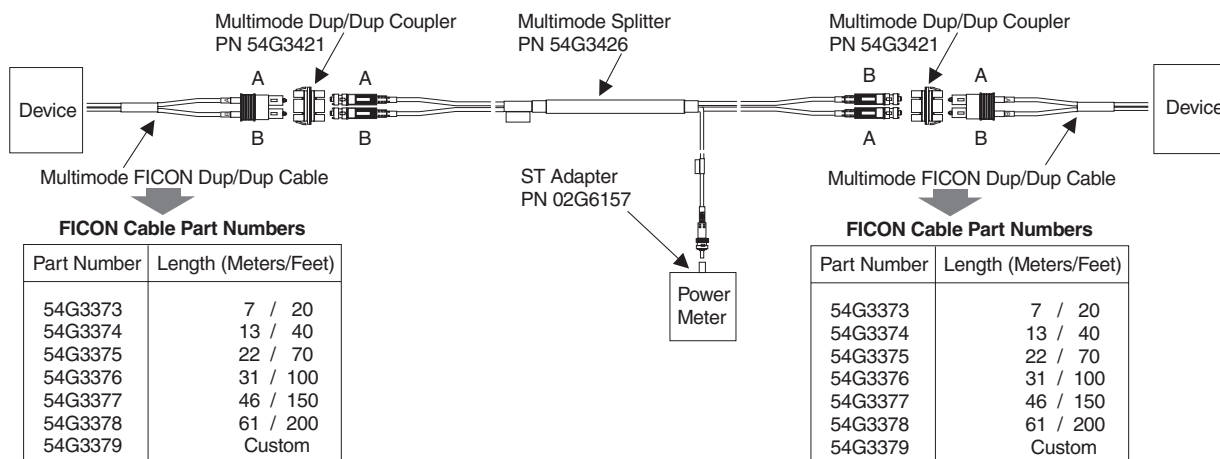 Multimode Dup/Dup Coupler
PN 54G3421
Multimode Splitter
PN 54G3426
Multimode Dup/Dup Coupler
PN 54G3421
Device
A
B
A
B
B
A
A
B
Device
Multimode FICON Dup/Dup Cable
ST Adapter
PN 02G6157
Multimode FICON Dup/Dup Cable
Power
Meter
FICON Cable Part Numbers
Part Number Length (Meters/Feet)
54G3373 7 / 20
54G3374 13 / 40
54G3375 22 / 70
54G3376 31 / 100
54G3377 46 / 150
54G3378 61 / 200
54G3379 Custom
FICON Cable Part Numbers
Part Number Length (Meters/Feet)
54G3373 7 / 20
54G3374 13 / 40
54G3375 22 / 70
54G3376 31 / 100
54G3377 46 / 150
54G3378 61 / 200
54G3379 Custom